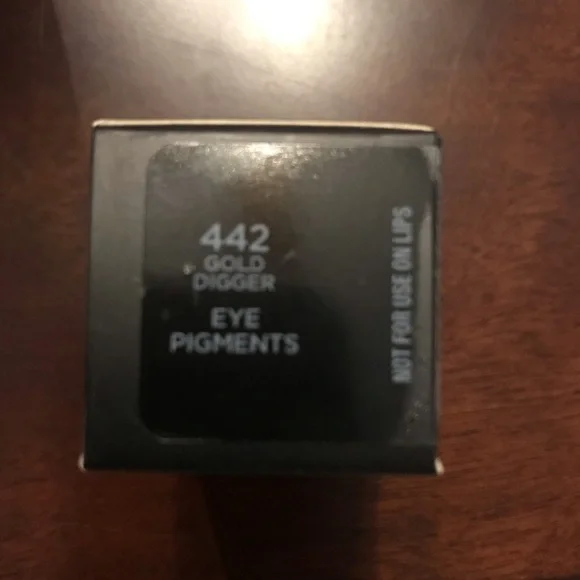 442
GOLD
DIGGER
EYE
PIGMENTS
NOT FOR USE ON LIPS